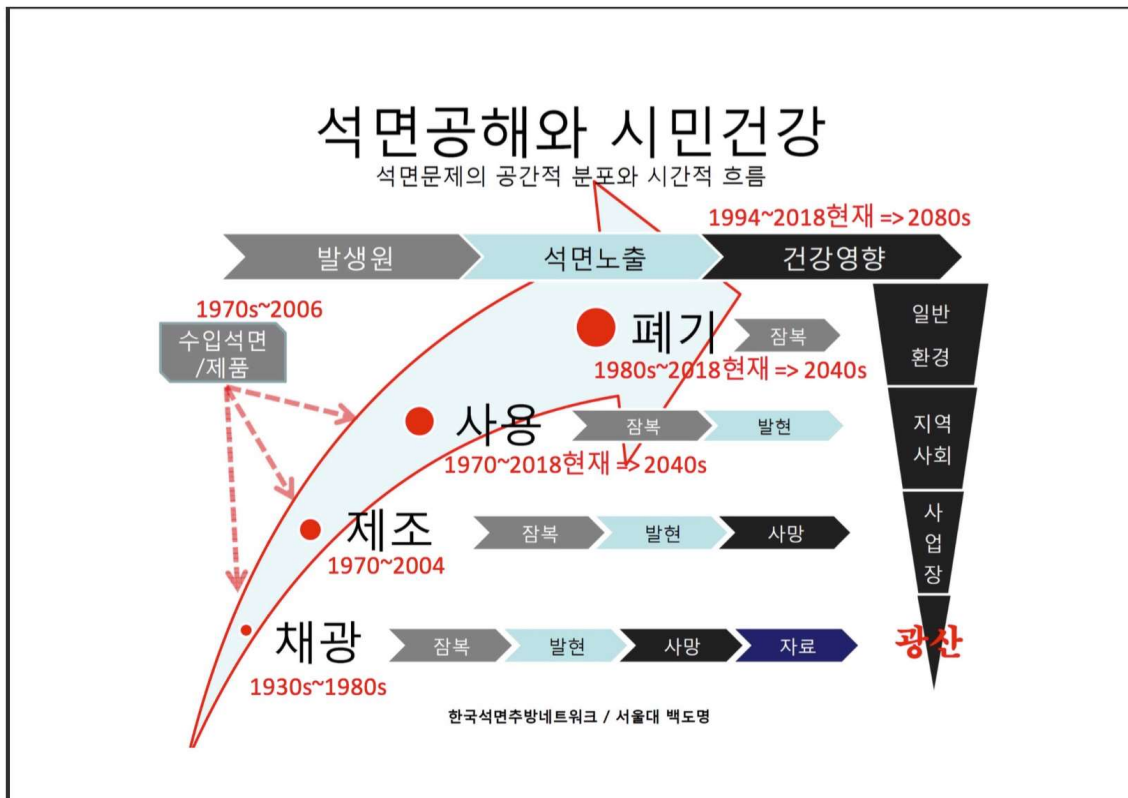 석면공해와 시민건강
석면문제의 공간적 분포와 시간적 흐름
1994~2018현재 => 2080s
발생원
석면노출
건강영향
1970s~2006
수입석면
/제품
폐기
잠복
1980s~2018현재 => 2040s
일반
환경
사용
잠복
발현
1970~2018현재 => 2040s
지역
사회
제조
잠복
발현
사망
1970~2004
사
업
장
채광
잠복
발현
사망
자료
1930s~1980s
광산
한국석면추방네트워크 / 서울대 백도명